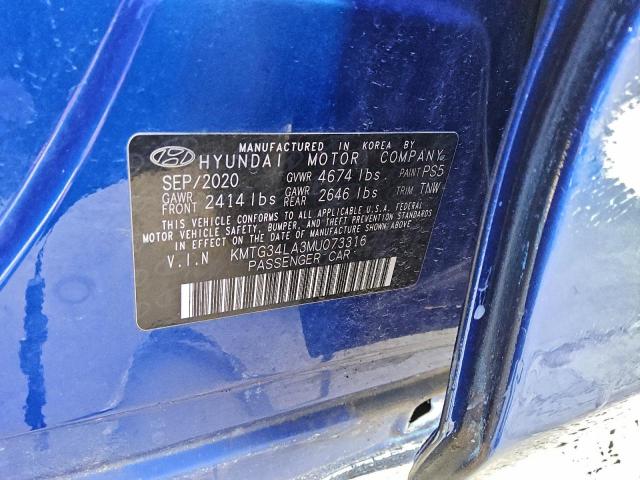 MANUFACTURED IN KOREA BY
HYUNDAI MOTOR COMPANY
SEP/2020 GVWR 4674 lbs. PAINT PS5
GAWR FRONT 2414 lbs GAWR REAR 2646 lbs TRIM TNW
THIS VEHICLE CONFORMS TO ALL APPLICABLE U.S.A. FEDERAL
MOTOR VEHICLE SAFETY, BUMPER, AND THEFT PREVENTION STANDARDS
IN EFFECT ON THE DATE OF MANUFACTURE SHOWN ABOVE.
V.I.N KMTG34LA3MU073316
PASSENGER CAR